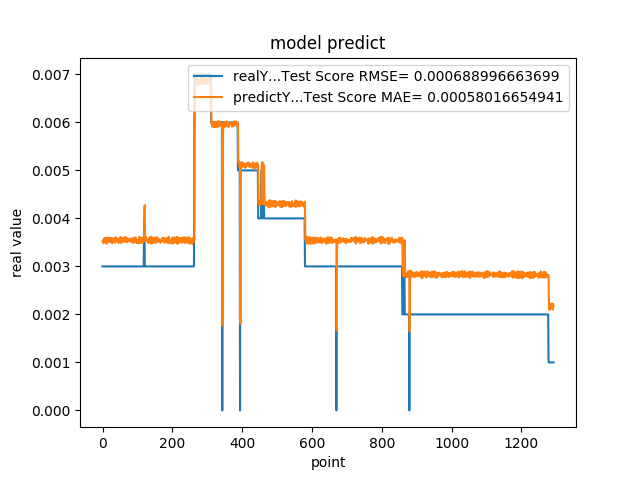 model predict
realY...Test Score RMSE= 0.000688996663699
predictY...Test Score MAE= 0.00058016654941
0.007
0.006
0.005
0.004
0.003
0.002
0.001
0.000
real value
0 200 400 600 800 1000 1200
point